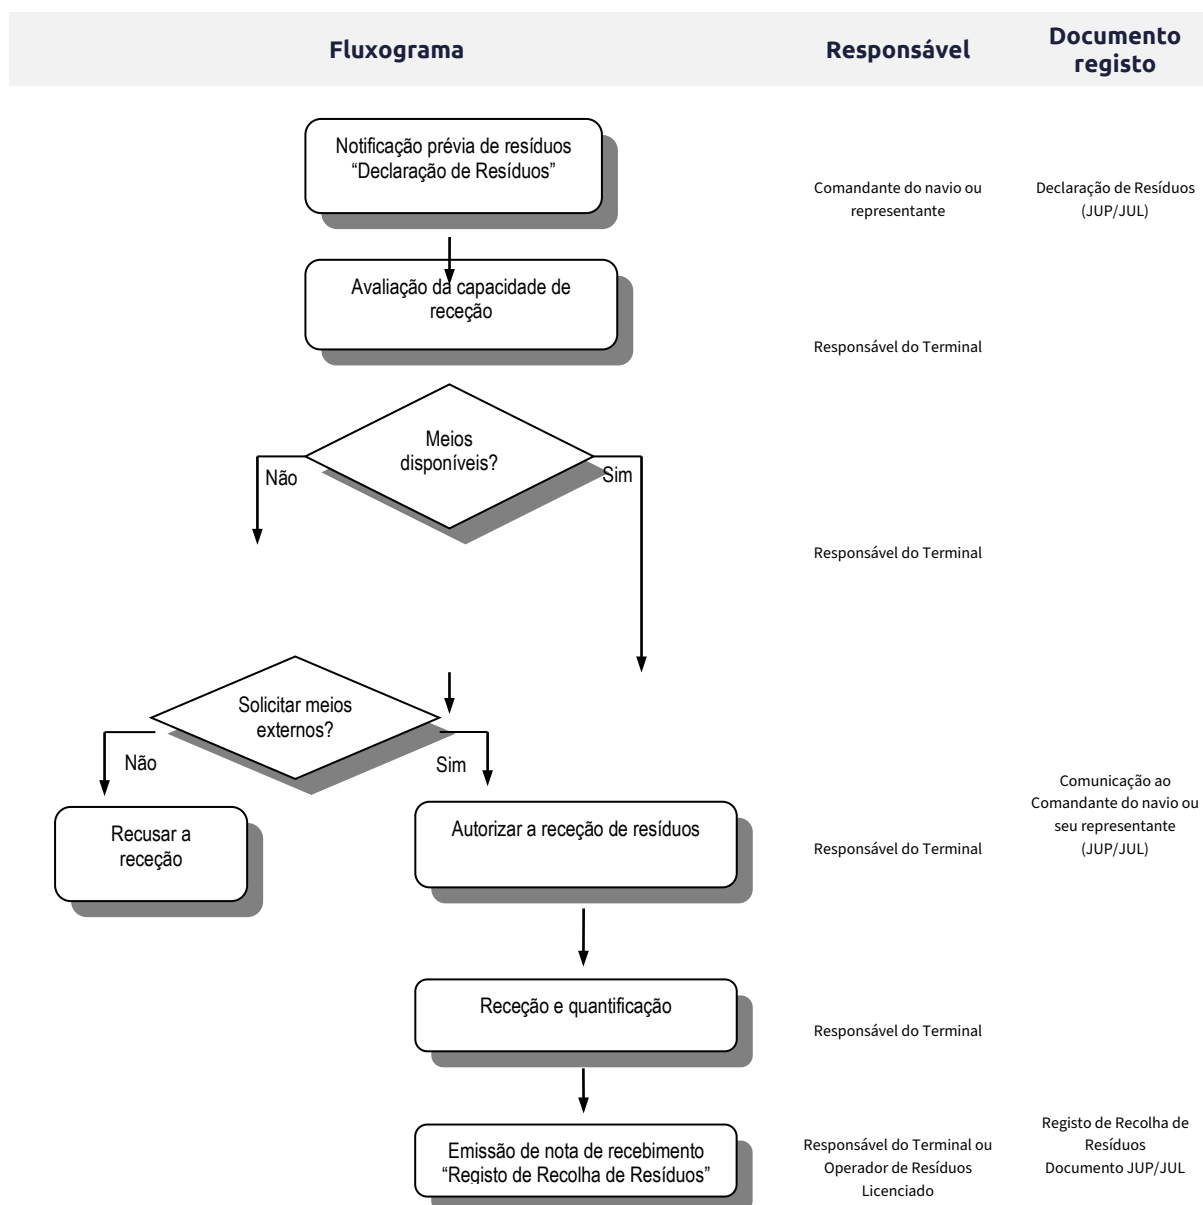 Fluxograma
Responsável
Documento
registo
Notificação prévia de resíduos
“Declaração de Resíduos”
Comandante do navio ou
representante
Declaração de Resíduos
(JUP/JUL)
Avaliação da capacidade de
receção
Responsável do Terminal
Meios
disponíveis?
Não
Sim
Responsável do Terminal
Solicitar meios
externos?
Não
Sim
Recusar a
receção
Autorizar a receção de resíduos
Responsável do Terminal
Comunicação ao
Comandante do navio ou
seu representante
(JUP/JUL)
Receção e quantificação
Responsável do Terminal
Emissão de nota de recebimento
“Registo de Recolha de Resíduos”
Responsável do Terminal ou
Operador de Resíduos
Licenciado
Registo de Recolha de
Resíduos
Documento JUP/JUL